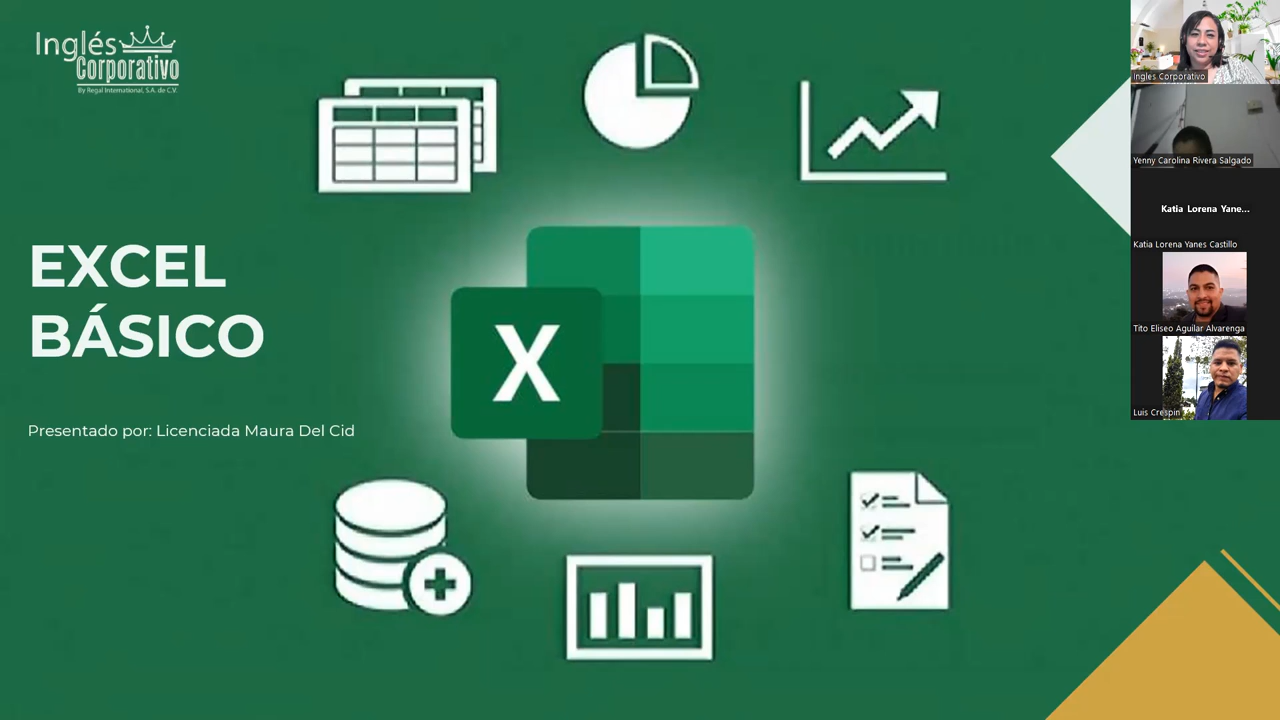 Inglés
Corporativo
By Regal International, S.A. de C.V.
EXCEL
BÁSICO
Presentado por: Licenciada Maura Del Cid
X
Ingles Corporativo
Yenny Carolina Rivera Salgado
Katia Lorena Yane...
Katia Lorena Yanes Castillo
Tito Eliseo Aguilar Alvarenga
Luis Crespin